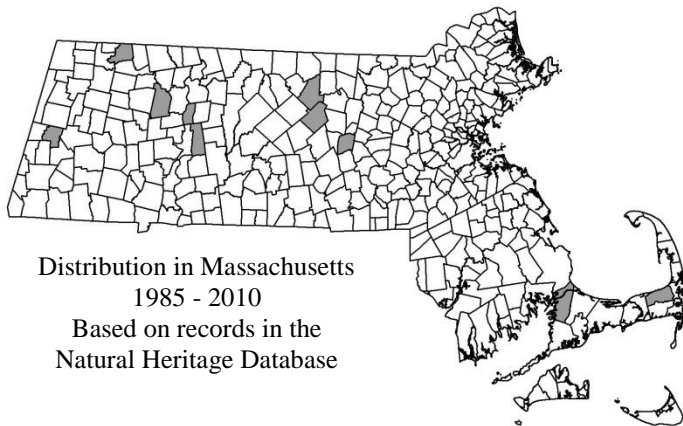 Distribution in Massachusetts
1985 - 2010
Based on records in the
Natural Heritage Database